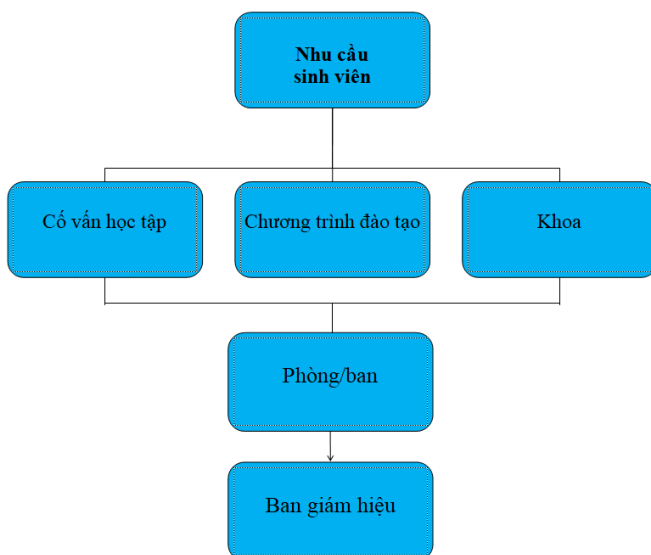 Nhu cầu
sinh viên
Cố vấn học tập
Chương trình đào tạo
Khoa
Phòng/ban
Ban giám hiệu